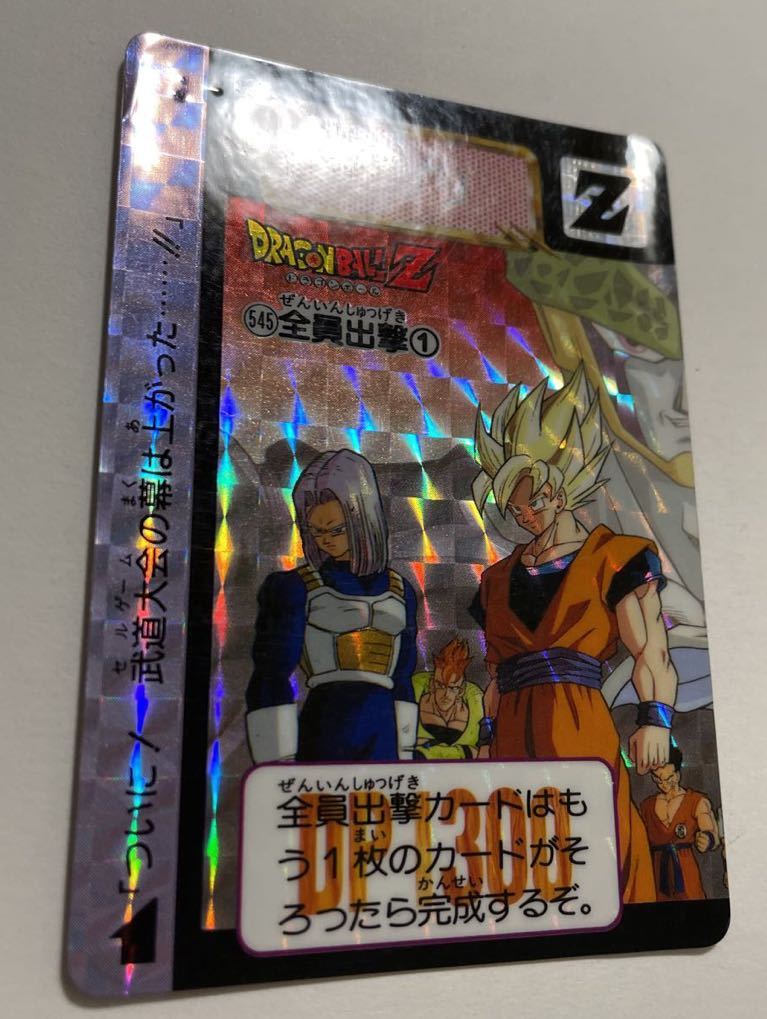 Z
DRAGON BALL Z
ドラゴンボール
ぜんいんしゅつげき
545 全員出撃①
セルゲーム まく あ
「ついに!武道大会の幕は上がった……!!」
ぜんいんしゅつげき
全員出撃カードはも
まい
う1枚のカードがそ
かんせい
ろったら完成するぞ。